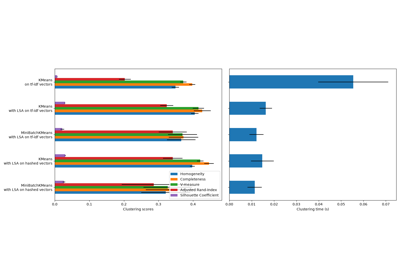 KMeans
on tf-idf vectors
KMeans
with LSA on tf-idf vectors
MiniBatchKMeans
with LSA on tf-idf vectors
KMeans
with LSA on hashed vectors
MiniBatchKMeans
with LSA on hashed vectors
Homogeneity
Completeness
V-measure
Adjusted Rand-Index
Silhouette Coefficient
0.0 0.1 0.2 0.3 0.4
Clustering scores
0.00 0.01 0.02 0.03 0.04 0.05 0.06 0.07
Clustering time (s)